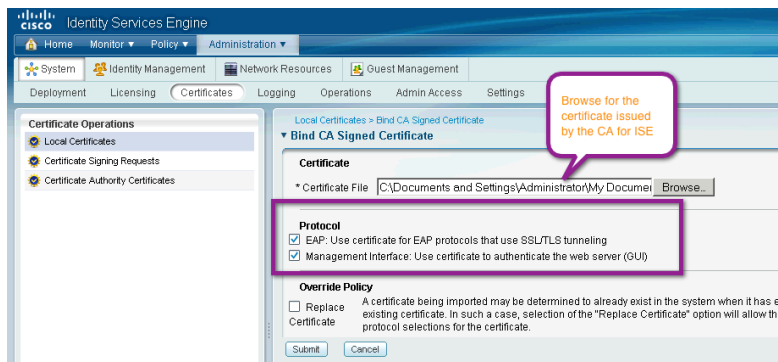 CISCO Identity Services Engine
Home Monitor ▼ Policy ▼ Administration ▼
System Identity Management Network Resources Guest Management
Deployment Licensing Certificates Logging Operations Admin Access Settings
Certificate Operations
Local Certificates
Certificate Signing Requests
Certificate Authority Certificates
Local Certificates > Bind CA Signed Certificate
▼ Bind CA Signed Certificate
Browse for the
certificate issued
by the CA for ISE
Certificate
* Certificate File C:\Documents and Settings\Administrator\My Documen Browse...
Protocol
EAP: Use certificate for EAP protocols that use SSL/TLS tunneling
Management Interface: Use certificate to authenticate the web server (GUI)
Override Policy
Replace Certificate
A certificate being imported may be determined to already exist in the system when it has e
existing certificate. In such a case, selection of the "Replace Certificate" option will allow th
protocol selections for the certificate.
Submit Cancel